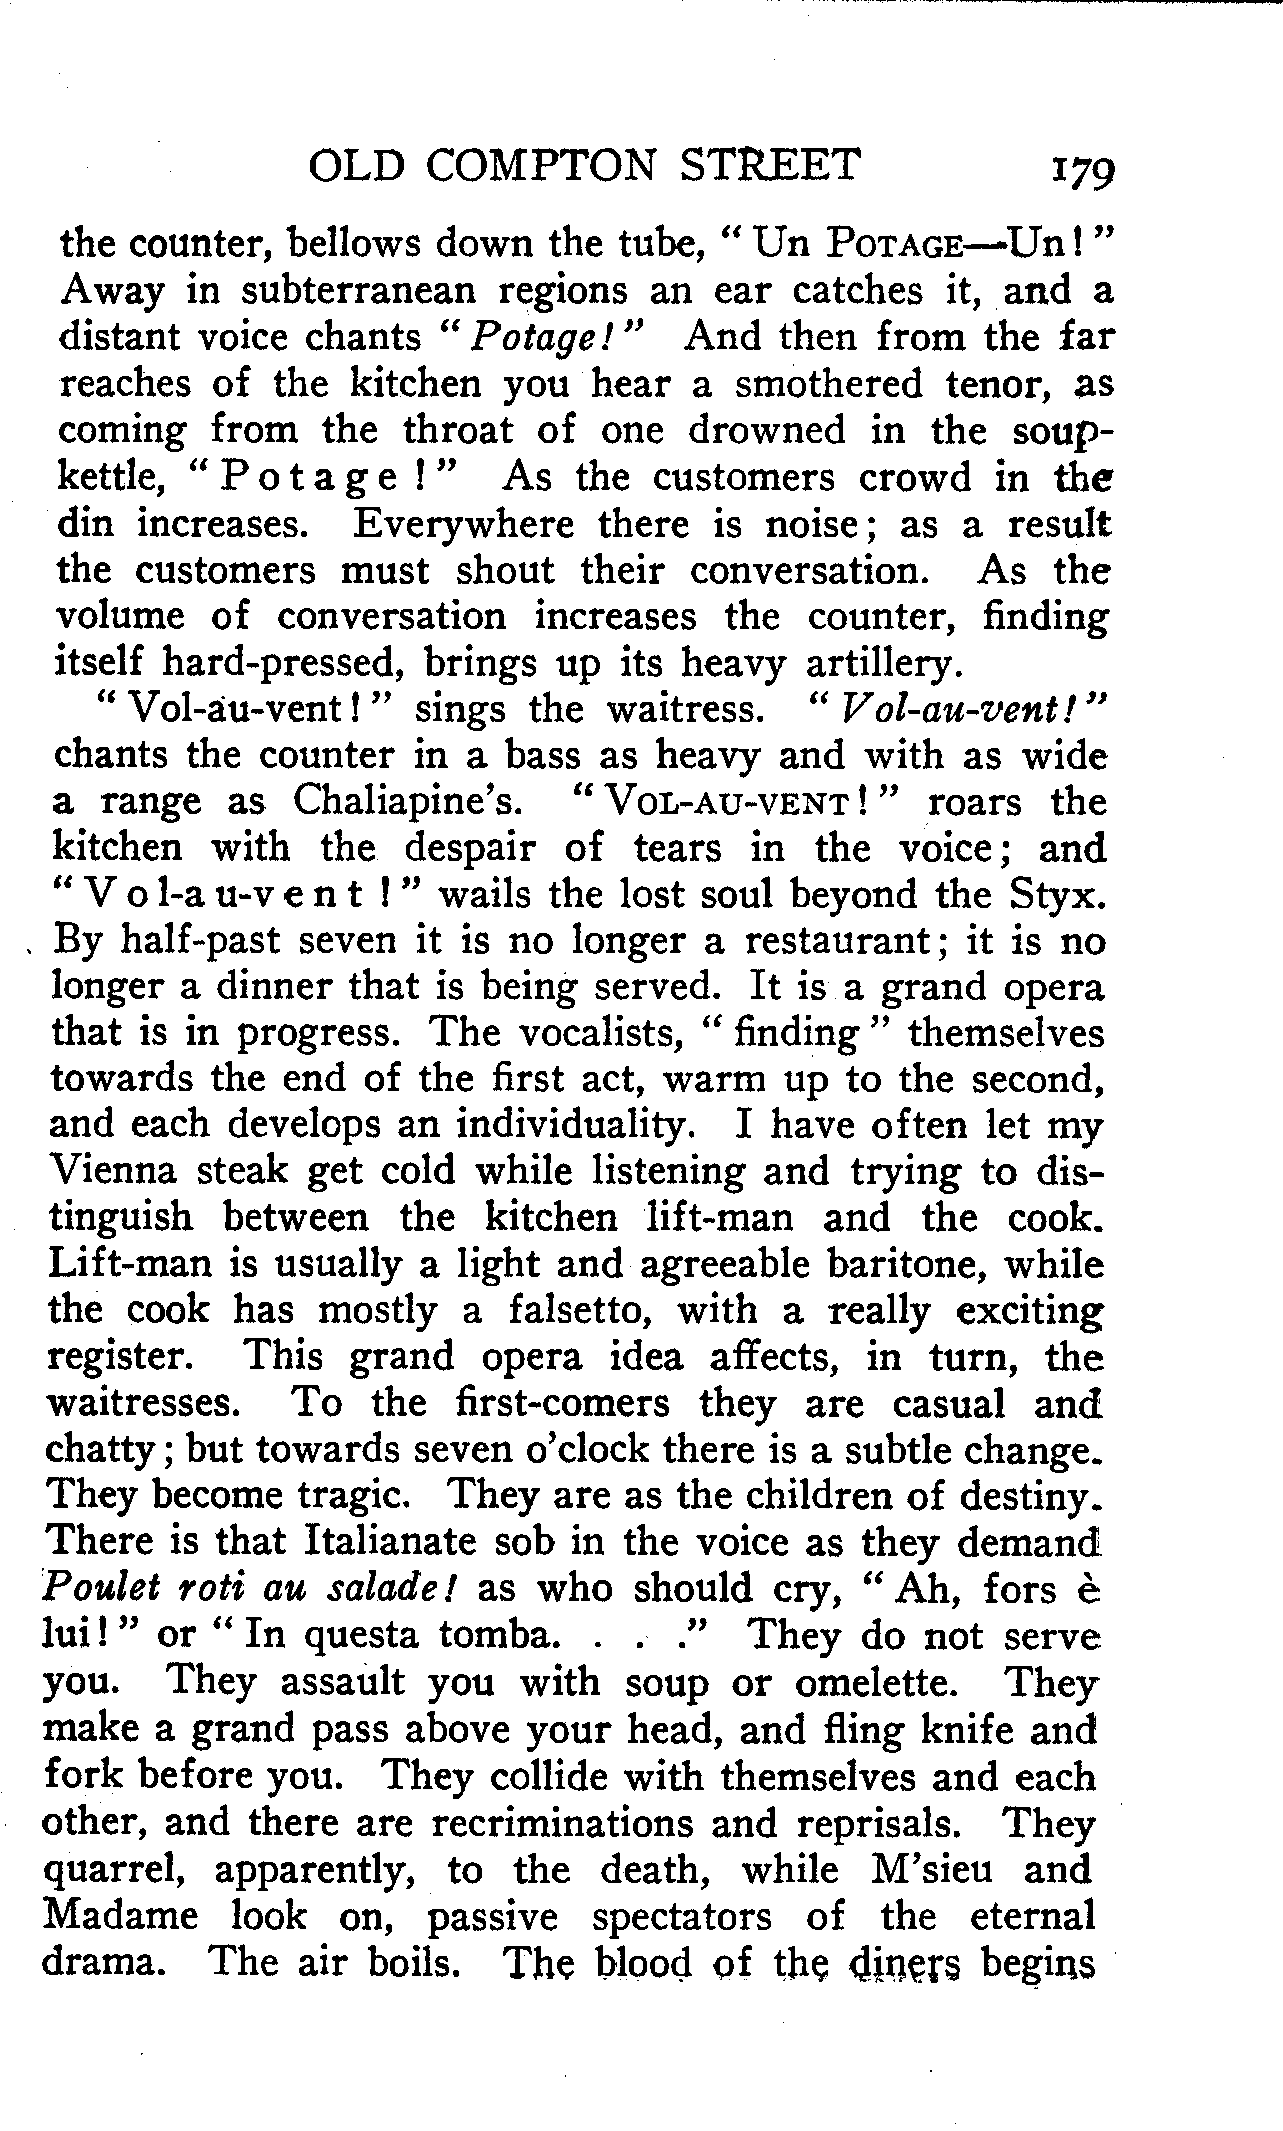 OLD COMPTON STREET 179
the counter, bellows down the tube, “ Un POTAGE—Un! ”
Away in subterranean regions an ear catches it, and a
distant voice chants “ Potage! ” And then from the far
reaches of the kitchen you hear a smothered tenor, as
coming from the throat of one drowned in the soup-
kettle, “ P o t a g e ! ” As the customers crowd in the
din increases. Everywhere there is noise; as a result
the customers must shout their conversation. As the
volume of conversation increases the counter, finding
itself hard-pressed, brings up its heavy artillery.
“ Vol-au-vent! ” sings the waitress. “ Vol-au-vent! ”
chants the counter in a bass as heavy and with as wide
a range as Chaliapine’s. “ VOL-AU-VENT! ” roars the
kitchen with the despair of tears in the voice; and
“ V o l-a u-v e n t ! ” wails the lost soul beyond the Styx.
By half-past seven it is no longer a restaurant; it is no
longer a dinner that is being served. It is a grand opera
that is in progress. The vocalists, “ finding ” themselves
towards the end of the first act, warm up to the second,
and each develops an individuality. I have often let my
Vienna steak get cold while listening and trying to dis-
tinguish between the kitchen lift-man and the cook.
Lift-man is usually a light and agreeable baritone, while
the cook has mostly a falsetto, with a really exciting
register. This grand opera idea affects, in turn, the
waitresses. To the first-comers they are casual and
chatty; but towards seven o’clock there is a subtle change.
They become tragic. They are as the children of destiny.
There is that Italianate sob in the voice as they demand
Poulet roti au salade! as who should cry, “ Ah, fors è
lui! ” or “ In questa tomba. . . .” They do not serve
you. They assault you with soup or omelette. They
make a grand pass above your head, and fling knife and
fork before you. They collide with themselves and each
other, and there are recriminations and reprisals. They
quarrel, apparently, to the death, while M’sieu and
Madame look on, passive spectators of the eternal
drama. The air boils. The blood of the diners begins